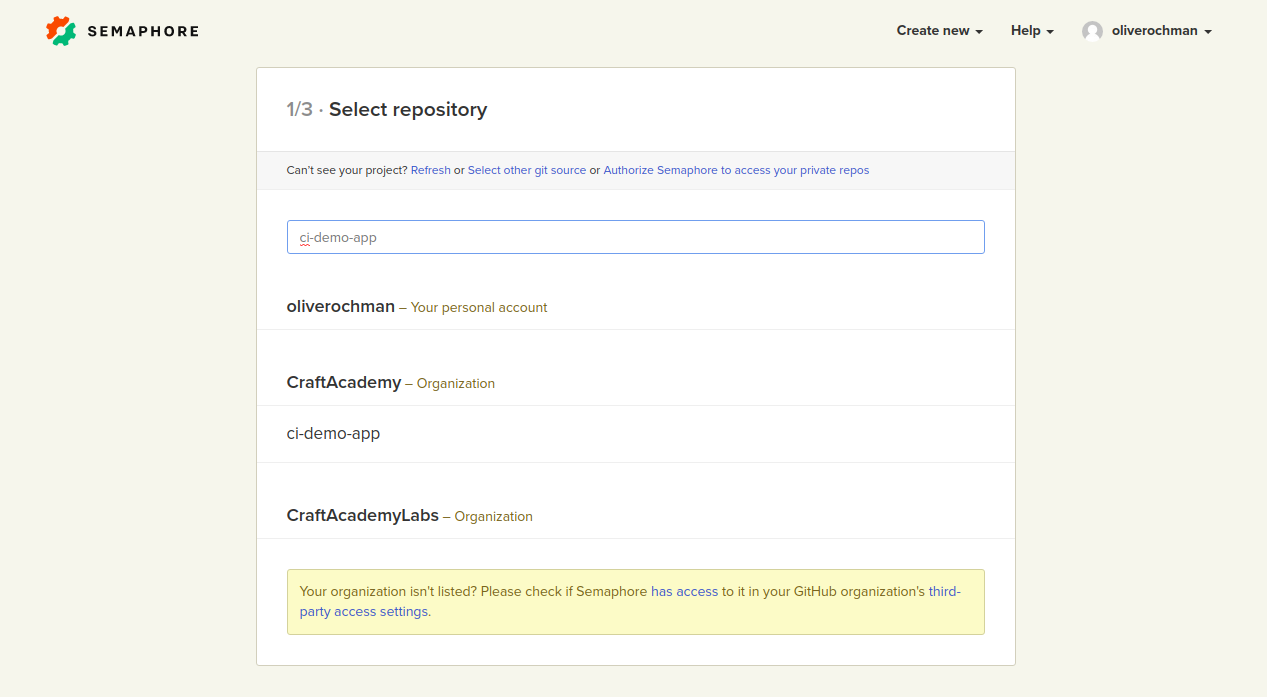 SEMAPHORE
Create new
Help
oliverochman
1/3 · Select repository
Can't see your project? Refresh or Select other git source or Authorize Semaphore to access your private repos
ci-demo-app
oliverochman – Your personal account
CraftAcademy – Organization
ci-demo-app
CraftAcademyLabs – Organization
Your organization isn't listed? Please check if Semaphore has access to it in your GitHub organization's third-
party access settings.